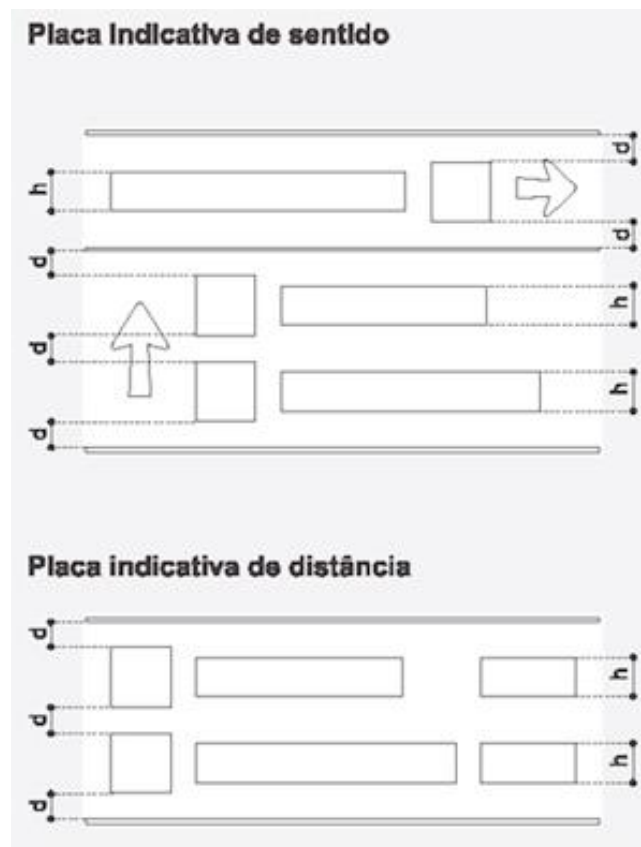 Placa indicativa de sentido
d
h
d
d
h
d
h
d
Placa indicativa de distância
d
h
d
h
d